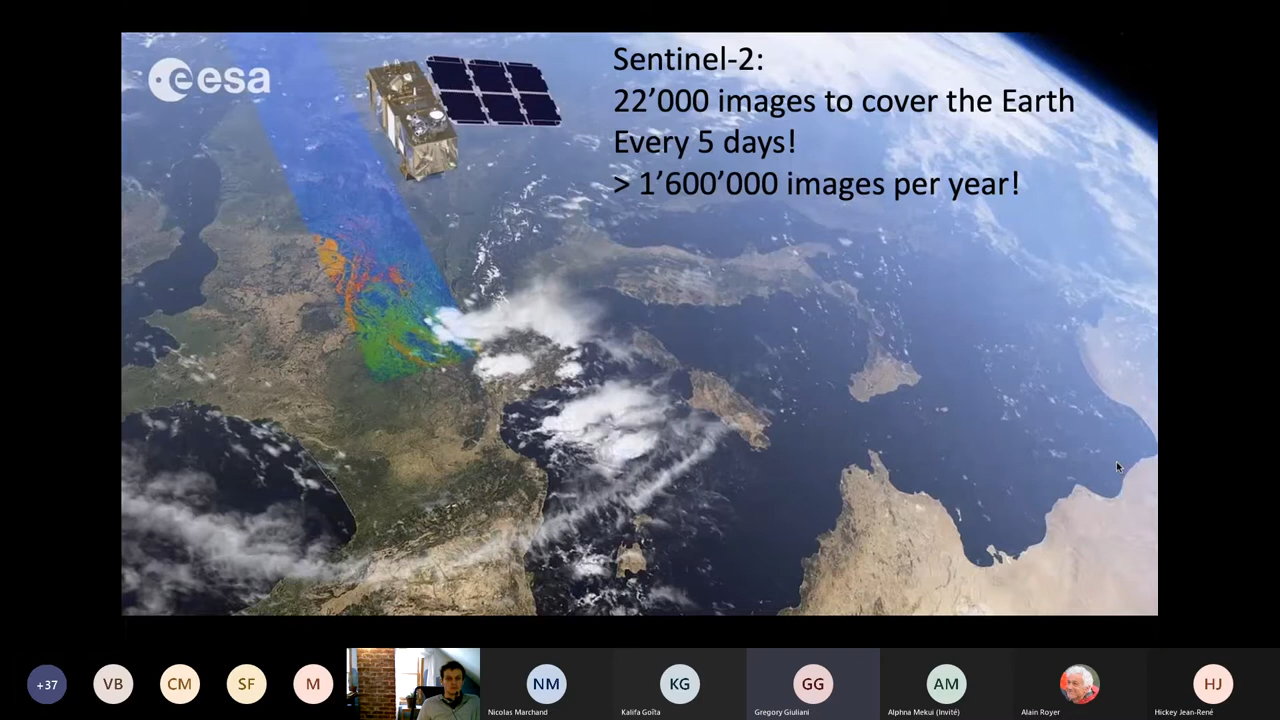 eesa
Sentinel-2:
22’000 images to cover the Earth
Every 5 days!
> 1’600’000 images per year!
+37
VB
CM
SF
M
NM
KG
GG
AM
HJ
Nicolas Marchand
Kalifa Goïta
Gregory Giuliani
Alphna Mekui (Invité)
Alain Royer
Hickey Jean-René